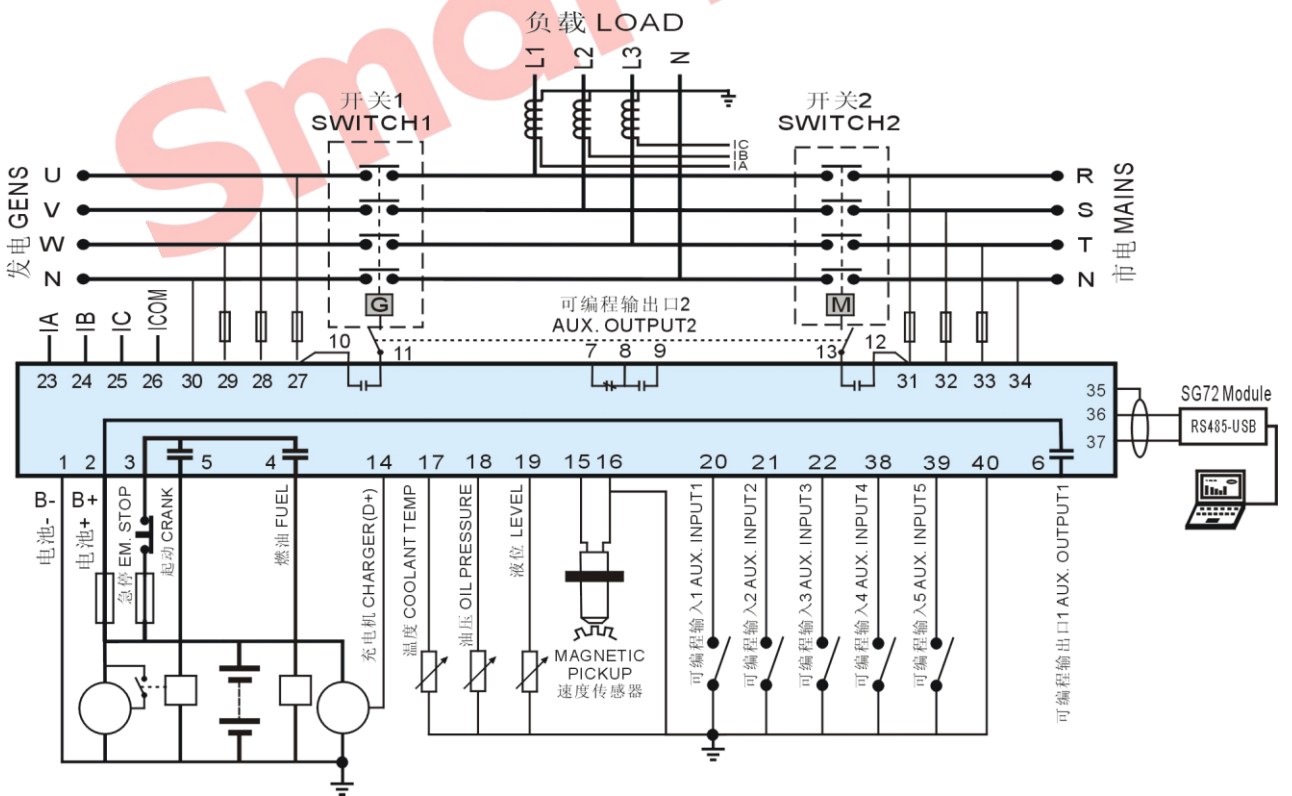 Smar
负载 LOAD
L1
L2
L3
N
开关1
SWITCH1
开关2
SWITCH2
IC
IB
IA
发电 GENS
U
V
W
N
R
S
T
N
市电 MAINS
G
M
可编程输出口2
AUX. OUTPUT2
IA
IB
IC
ICOM
10
11
7
8
9
13
12
23
24
25
26
30
29
28
27
31
32
33
34
35
36
37
SG72 Module
RS485-USB
1
2
3
5
4
14
17
18
19
15
16
20
21
22
38
39
40
6
B-
电池-
B+
电池+
急停 EM. STOP
起动 CRANK
燃油 FUEL
充电机 CHARGER(D+)
温度 COOLANT TEMP
油压 OIL PRESSURE
液位 LEVEL
MAGNETIC
PICKUP
速度传感器
可编程输入1 AUX. INPUT1
可编程输入2 AUX. INPUT2
可编程输入3 AUX. INPUT3
可编程输入4 AUX. INPUT4
可编程输入5 AUX. INPUT5
可编程输出口1 AUX. OUTPUT1